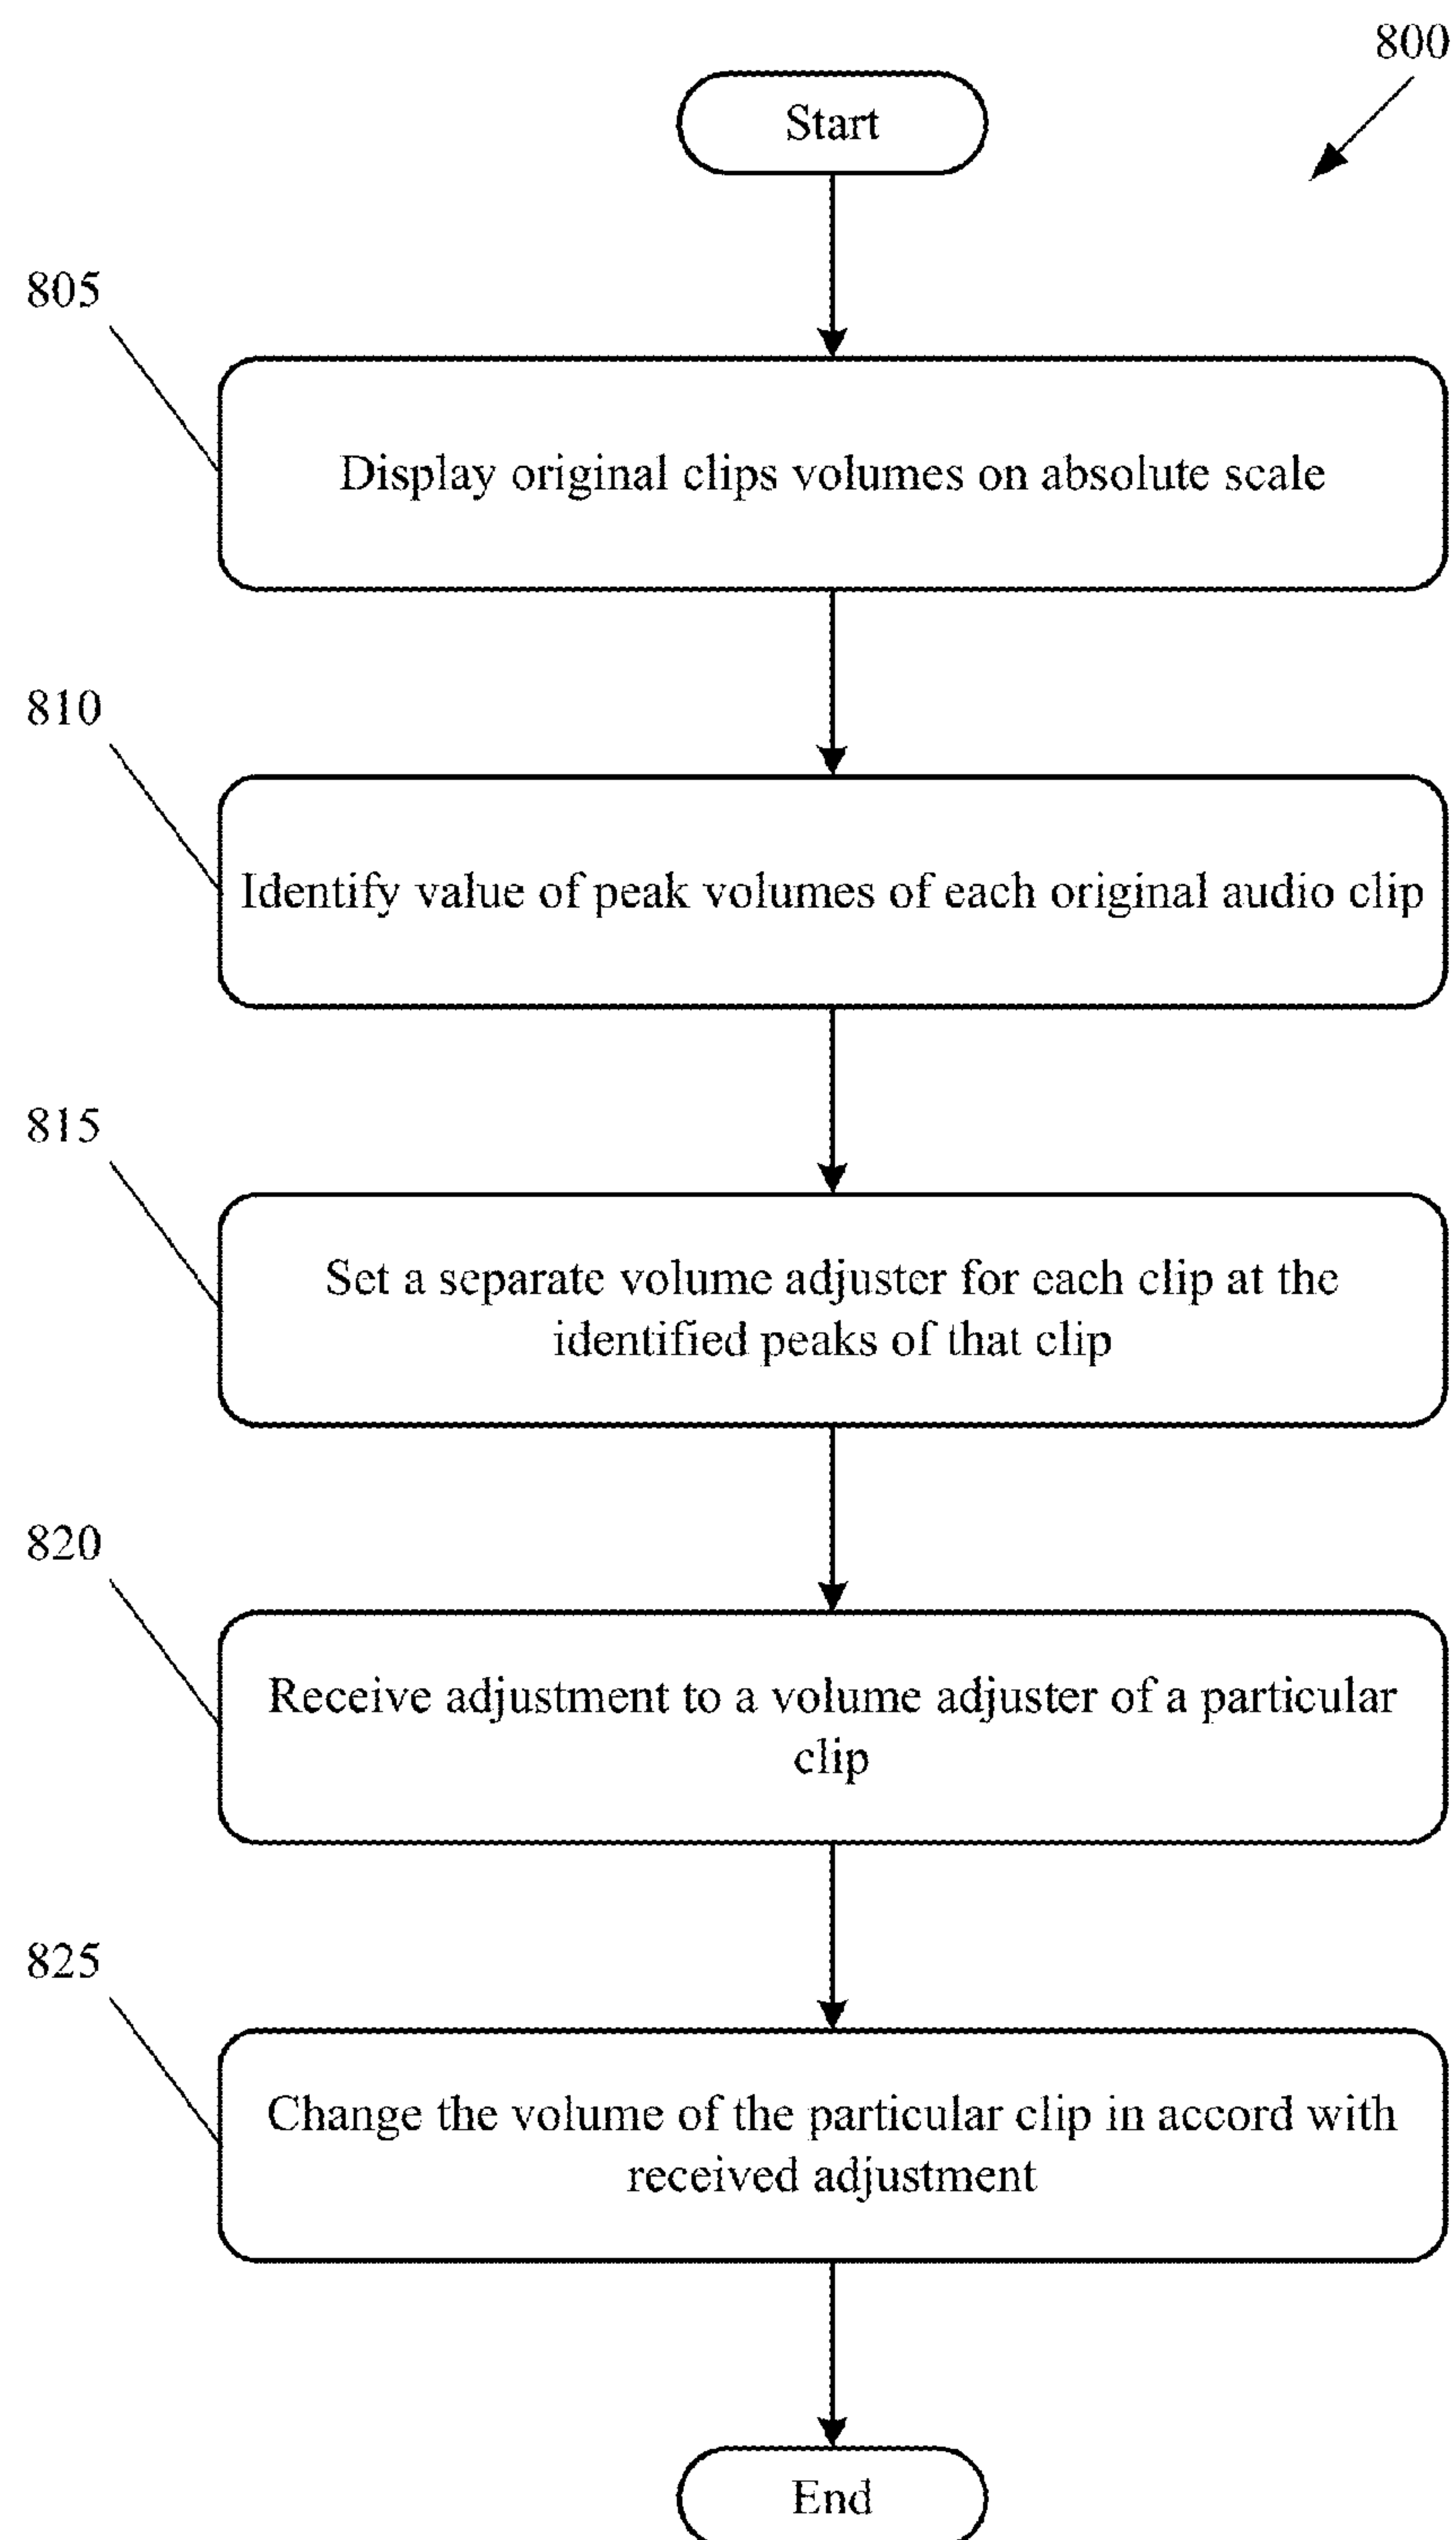 800
Start
805
Display original clips volumes on absolute scale
810
Identify value of peak volumes of each original audio clip
815
Set a separate volume adjuster for each clip at the
identified peaks of that clip
820
Receive adjustment to a volume adjuster of a particular
clip
825
Change the volume of the particular clip in accord with
received adjustment
End